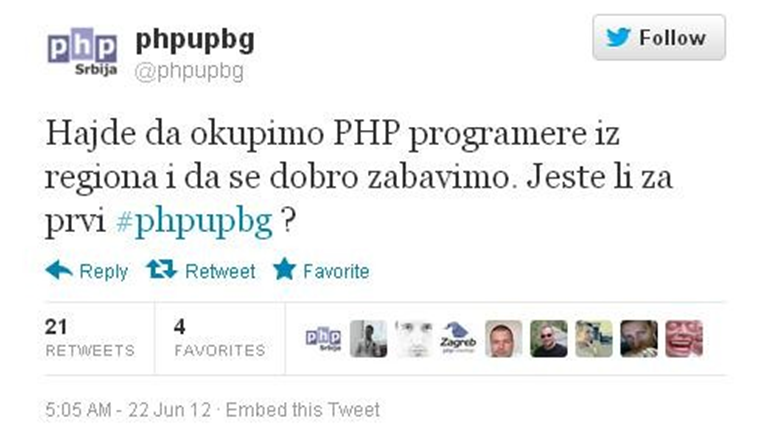 php
Srbija
phpupbg
@phpupbg
Follow
Hajde da okupimo PHP programere iz
regiona i da se dobro zabavimo. Jeste li za
prvi #phpupbg ?
Reply Retweet Favorite
21
RETWEETS
4
FAVORITES
php
Srbija
Zagreb
5:05 AM - 22 Jun 12 · Embed this Tweet